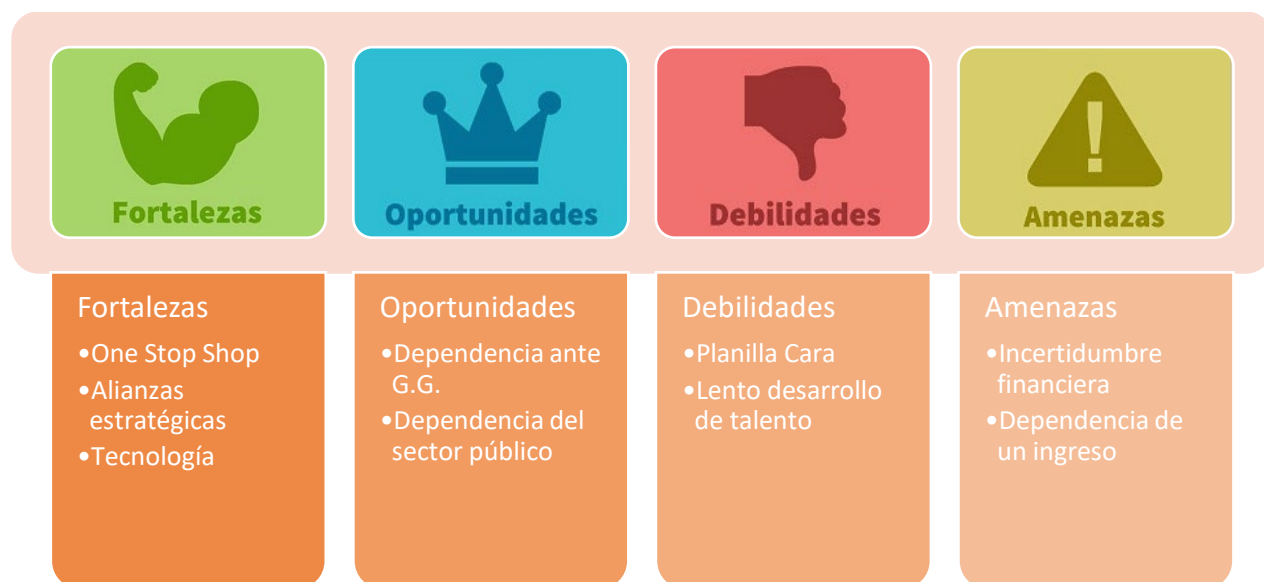 Fortalezas
Oportunidades
Debilidades
Amenazas
Fortalezas
•One Stop Shop
•Alianzas
estratégicas
•Tecnología
Oportunidades
•Dependencia ante
G.G.
•Dependencia del
sector público
Debilidades
•Planilla Cara
•Lento desarrollo
de talento
Amenazas
•Incertidumbre
financiera
•Dependencia de
un ingreso